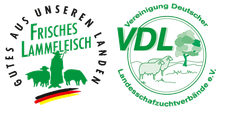 GUTES AUS UNSEREN LANDEN
FRISCHES
LAMMFLEISCH
Vereinigung Deutscher
VDL
Landesschafzuchtverbände e.V.